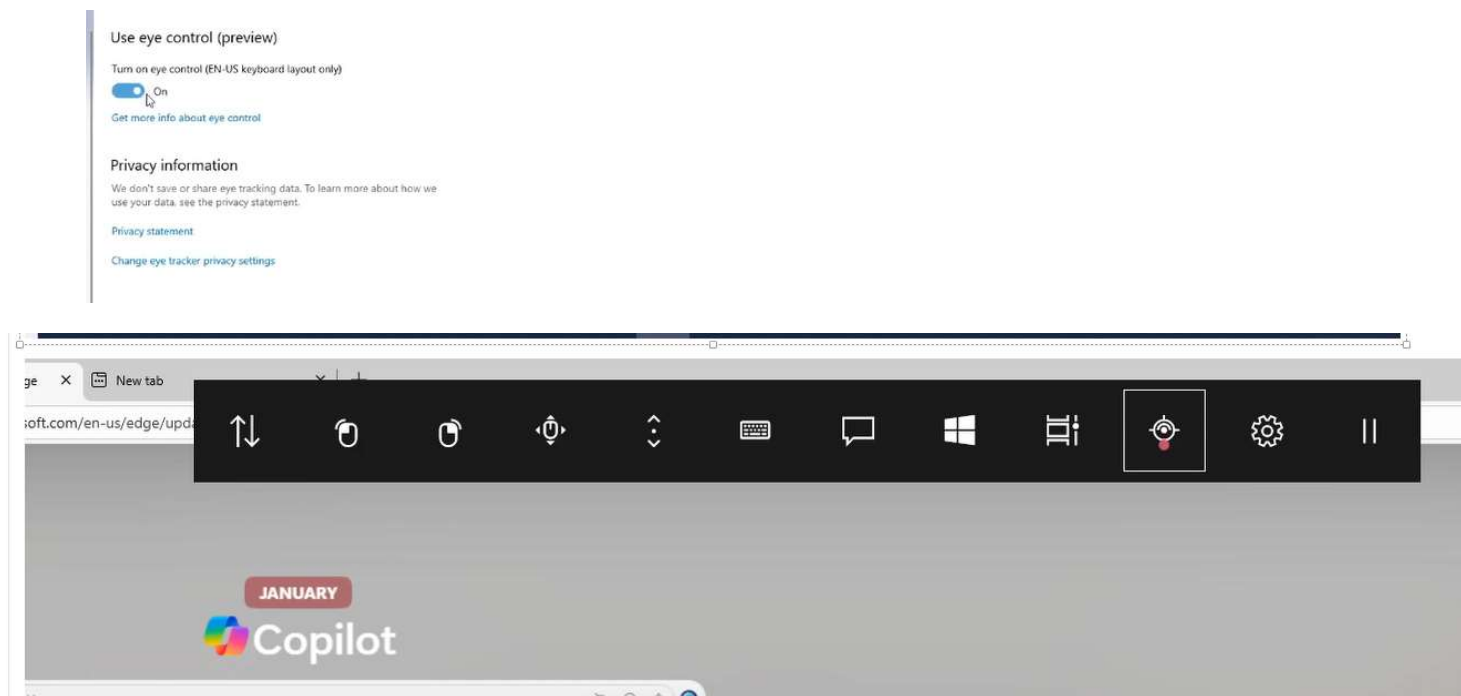 Use eye control (preview)
Turn on eye control (EN-US keyboard layout only)
On
Get more info about eye control
Privacy information
We don't save or share eye tracking data. To learn more about how we
use your data, see the privacy statement.
Privacy statement
Change eye tracker privacy settings
ge New tab
soft.com/en-us/edge/upda
JANUARY
Copilot